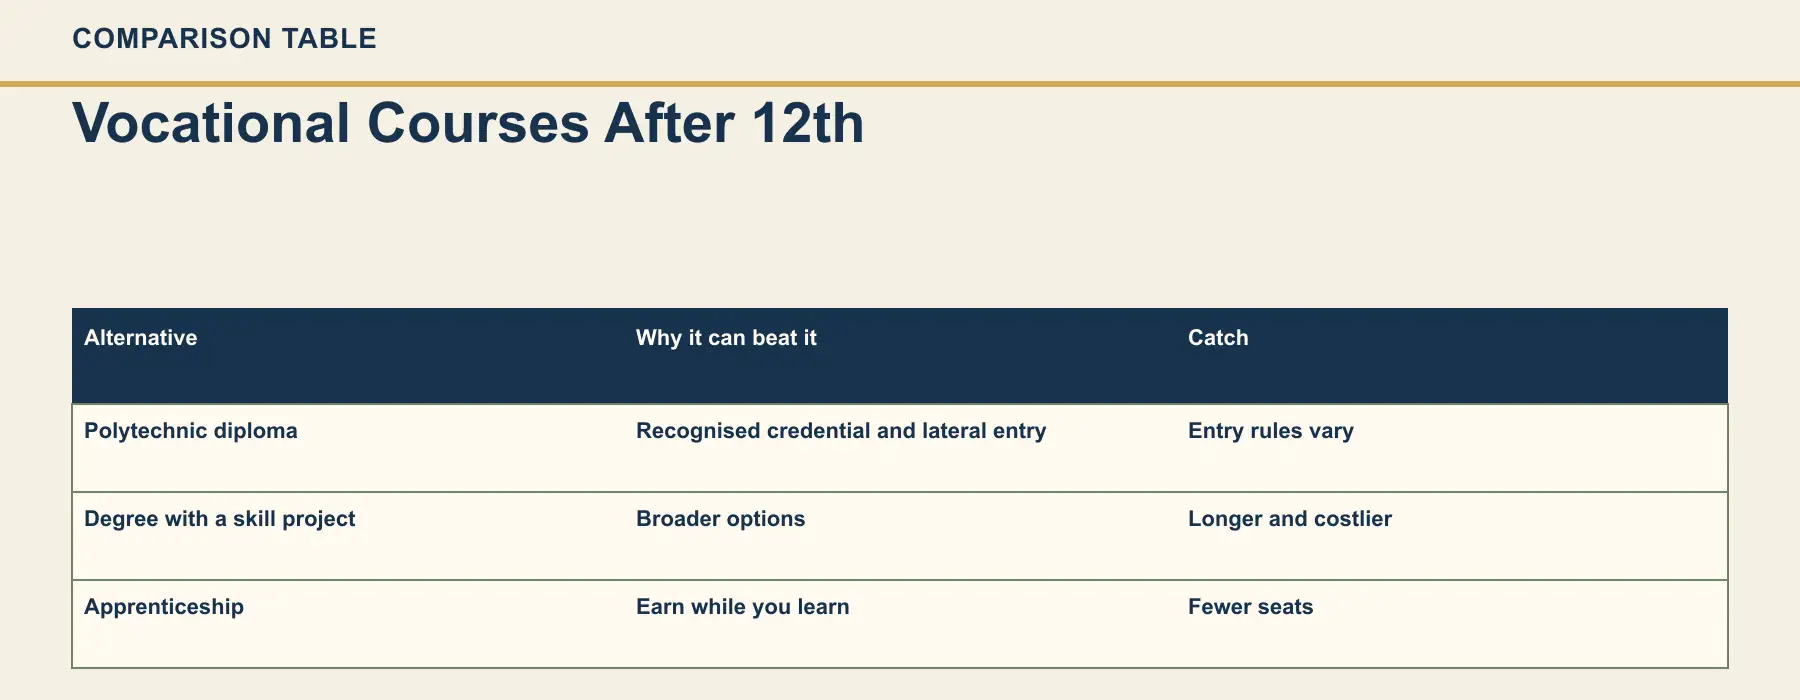 COMPARISON TABLE
Vocational Courses After 12th
Alternative Why it can beat it Catch
Polytechnic diploma Recognised credential and lateral entry Entry rules vary
Degree with a skill project Broader options Longer and costlier
Apprenticeship Earn while you learn Fewer seats